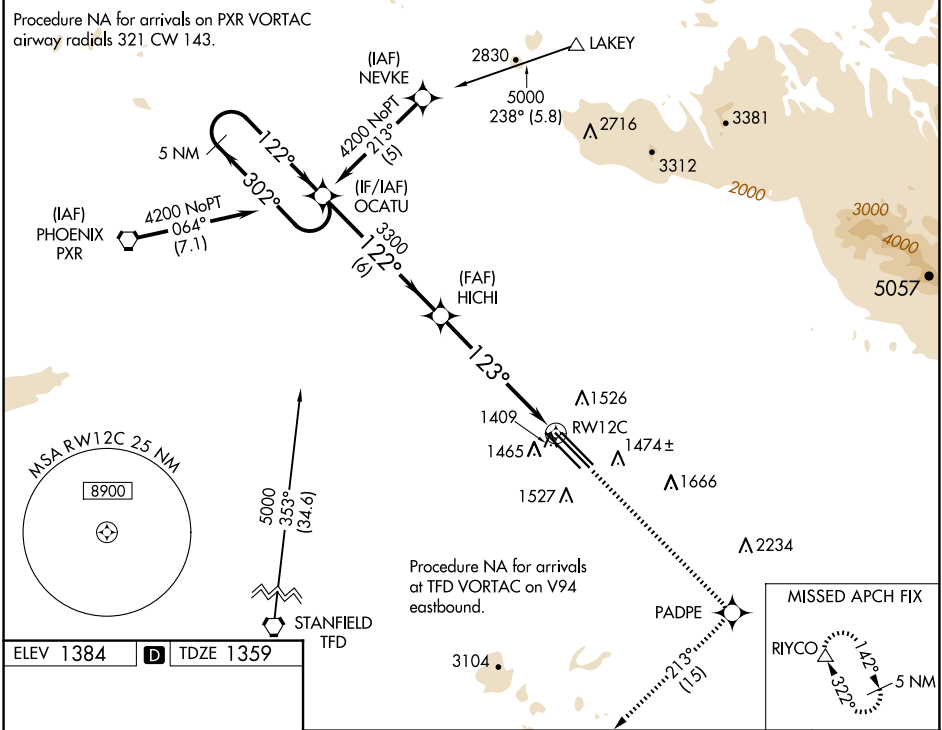 Procedure NA for arrivals on PXR VORTAC
airway radials 321 CW 143.
LAKEY
2830
(IAF)
NEVKE
5000
238° (5.8)
2716
3381
3312
2000
3000
4000
5057
4200 NoPT
213°
(5)
5 NM
122°
302°
(IF/IAF)
OCATU
(IAF)
PHOENIX
PXR
4200 NoPT
064°
(7.1)
3300
122°
(6)
(FAF)
HICHI
123°
1526
1409
RW12C
1465
1474 ±
1527
1666
2234
MSA RW12C 25 NM
8900
5000
353°
(34.6)
STANFIELD
TFD
Procedure NA for arrivals
at TFD VORTAC on V94
eastbound.
PADPE
213°
(15)
3104
MISSED APCH FIX
RIYCO
142°
322°
5 NM
ELEV 1384
D
TDZE 1359